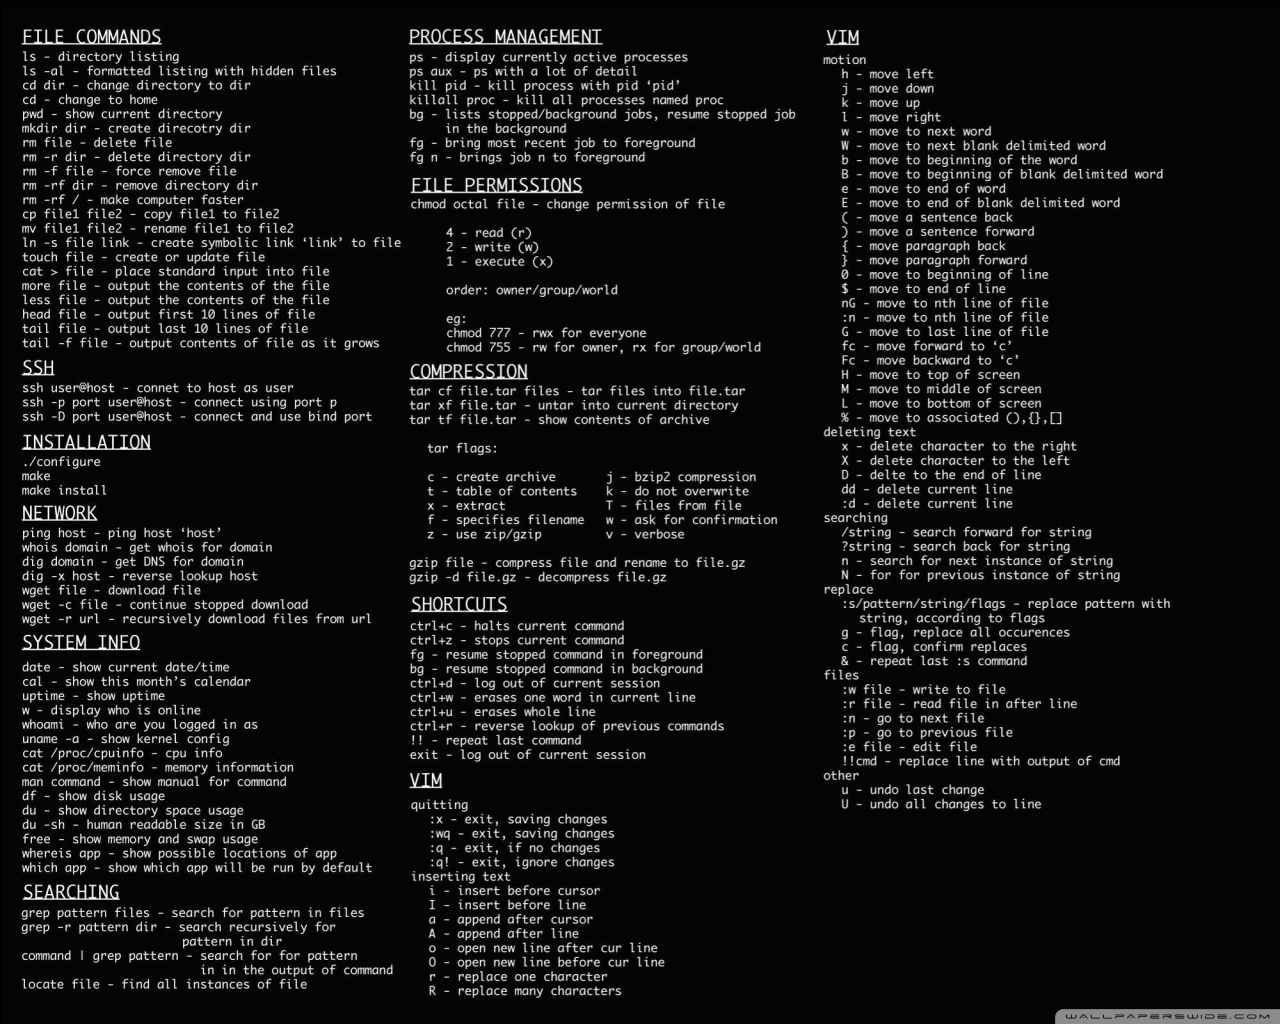 FILE COMMANDS
ls - directory listing
ls -al - formatted listing with hidden files
cd dir - change directory to dir
cd - change to home
pwd - show current directory
mkdir dir - create direcotry dir
rm file - delete file
rm -r dir - delete directory dir
rm -f file - force remove file
rm -rf dir - remove directory dir
rm -rf / - make computer faster
cp file1 file2 - copy file1 to file2
mv file1 file2 - rename file1 to file2
ln -s file link - create symbolic link ‘link’ to file
touch file - create or update file
cat > file - place standard input into file
more file - output the contents of the file
less file - output the contents of the file
head file - output first 10 lines of file
tail file - output last 10 lines of file
tail -f file - output contents of file as it grows
SSH
ssh user@host - connet to host as user
ssh -p port user@host - connect using port p
ssh -D port user@host - connect and use bind port
INSTALLATION
./configure
make
make install
NETWORK
ping host - ping host ‘host’
whois domain - get whois for domain
dig domain - get DNS for domain
dig -x host - reverse lookup host
wget file - download file
wget -c file - continue stopped download
wget -r url - recursively download files from url
SYSTEM INFO
date - show current date/time
cal - show this month's calendar
uptime - show uptime
w - display who is online
whoami - who are you logged in as
uname -a - show kernel config
cat /proc/cpuinfo - cpu info
cat /proc/meminfo - memory information
man command - show manual for command
df - show disk usage
du - show directory space usage
du -sh - human readable size in GB
free - show memory and swap usage
whereis app - show possible locations of app
which app - show which app will be run by default
SEARCHING
grep pattern files - search for pattern in files
grep -r pattern dir - search recursively for
pattern in dir
command | grep pattern - search for for pattern
in in the output of command
locate file - find all instances of file
PROCESS MANAGEMENT
ps - display currently active processes
ps aux - ps with a lot of detail
kill pid - kill process with pid ‘pid’
killall proc - kill all processes named proc
bg - lists stopped/background jobs, resume stopped job
in the background
fg - bring most recent job to foreground
fg n - brings job n to foreground
FILE PERMISSIONS
chmod octal file - change permission of file
4 - read (r)
2 - write (w)
1 - execute (x)
order: owner/group/world
eg:
chmod 777 - rwx for everyone
chmod 755 - rw for owner, rx for group/world
COMPRESSION
tar cf file.tar files - tar files into file.tar
tar xf file.tar - untar into current directory
tar tf file.tar - show contents of archive
tar flags:
c - create archive j - bzip2 compression
t - table of contents k - do not overwrite
x - extract T - files from file
f - specifies filename w - ask for confirmation
z - use zip/gzip v - verbose
gzip file - compress file and rename to file.gz
gzip -d file.gz - decompress file.gz
SHORTCUTS
ctrl+c - halts current command
ctrl+z - stops current command
fg - resume stopped command in foreground
bg - resume stopped command in background
ctrl+d - log out of current session
ctrl+w - erases one word in current line
ctrl+u - erases whole line
ctrl+r - reverse lookup of previous commands
!! - repeat last command
exit - log out of current session
VIM
quitting
:x - exit, saving changes
:wq - exit, saving changes
:q - exit, if no changes
:q! - exit, ignore changes
inserting text
i - insert before cursor
I - insert before line
a - append after cursor
A - append after line
o - open new line after cur line
O - open new line before cur line
r - replace one character
R - replace many characters
VIM
motion
h - move left
j - move down
k - move up
l - move right
w - move to next word
W - move to next blank delimited word
b - move to beginning of the word
B - move to beginning of blank delimited word
e - move to end of word
E - move to end of blank delimited word
( - move a sentence back
) - move a sentence forward
{ - move paragraph back
} - move paragraph forward
0 - move to beginning of line
$ - move to end of line
nG - move to nth line of file
:n - move to nth line of file
G - move to last line of file
fc - move forward to ‘c’
Fc - move backward to ‘c’
H - move to top of screen
M - move to middle of screen
L - move to bottom of screen
% - move to associated (),{},[]
deleting text
x - delete character to the right
X - delete character to the left
D - delte to the end of line
dd - delete current line
:d - delete current line
searching
/string - search forward for string
?string - search back for string
n - search for next instance of string
N - for for previous instance of string
replace
:s/pattern/string/flags - replace pattern with
string, according to flags
g - flag, replace all occurences
c - flag, confirm replaces
& - repeat last :s command
files
:w file - write to file
:r file - read file in after line
:n - go to next file
:p - go to previous file
:e file - edit file
!!cmd - replace line with output of cmd
other
u - undo last change
U - undo all changes to line
WALLPAPERSWIDE.COM